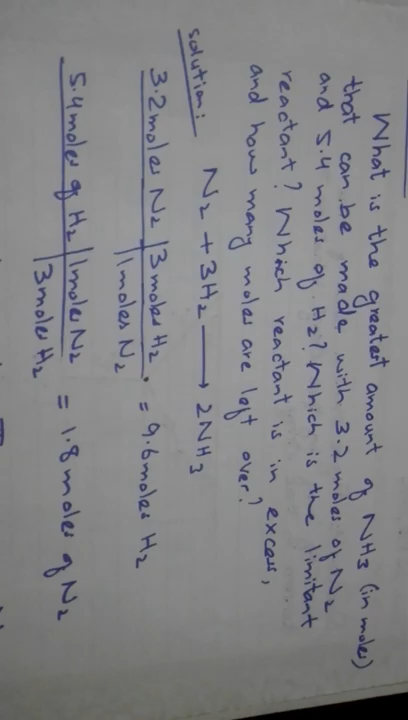 What is the greatest amount of NH3 (in moles)
that can be made with 3.2 moles of N2
and 5.4 moles of H2? Which is the limitant
reactant? Which reactant is in excess,
and how many moles are left over?
Solution:
N2 + 3H2 → 2NH3
3.2 moles N2 | 3 moles H2 = 9.6 moles H2
| 1 moles N2
5.4 moles of H2 | 1 moles N2 = 1.8 moles of N2
| 3 moles H2